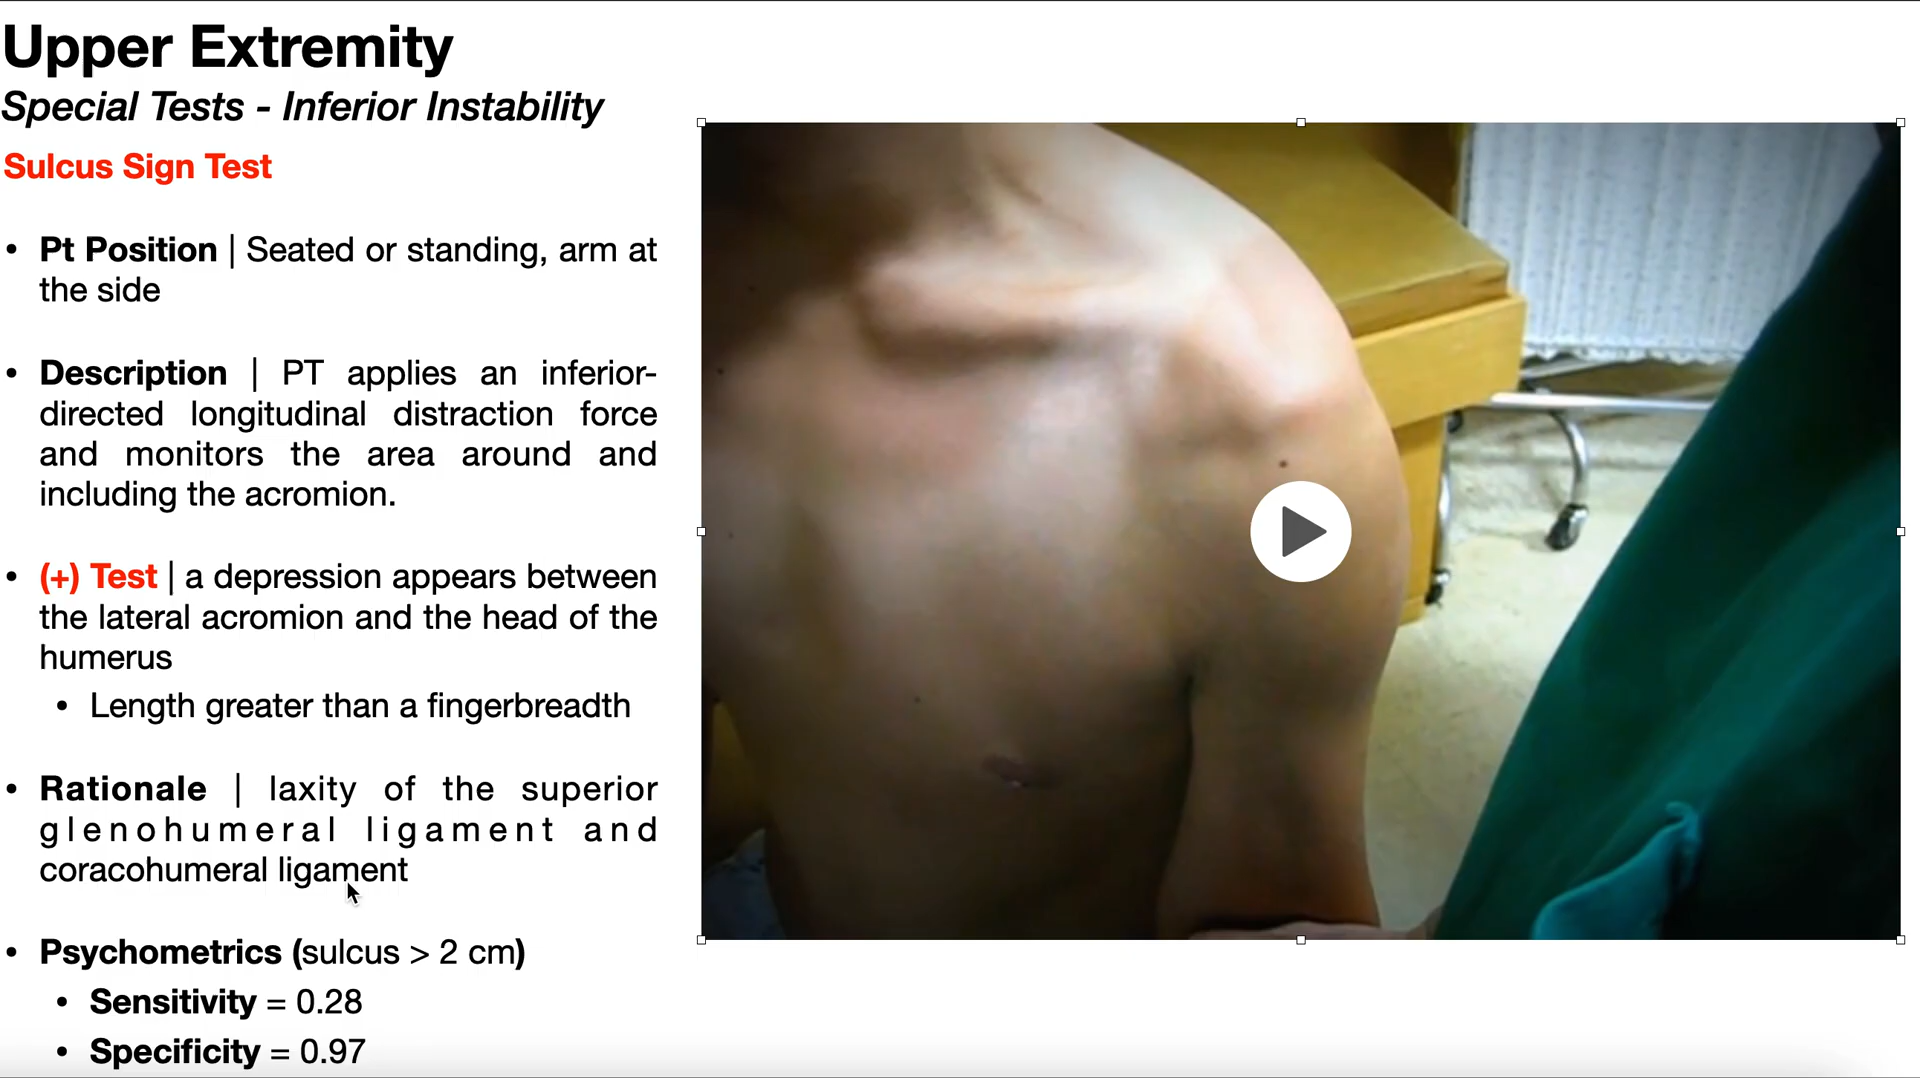 Upper Extremity
Special Tests - Inferior Instability
Sulcus Sign Test
• Pt Position | Seated or standing, arm at
the side
• Description | PT applies an inferior-
directed longitudinal distraction force
and monitors the area around and
including the acromion.
• (+) Test | a depression appears between
the lateral acromion and the head of the
humerus
• Length greater than a fingerbreadth
• Rationale | laxity of the superior
glenohumeral ligament and
coracohumeral ligament
• Psychometrics (sulcus > 2 cm)
• Sensitivity = 0.28
• Specificity = 0.97